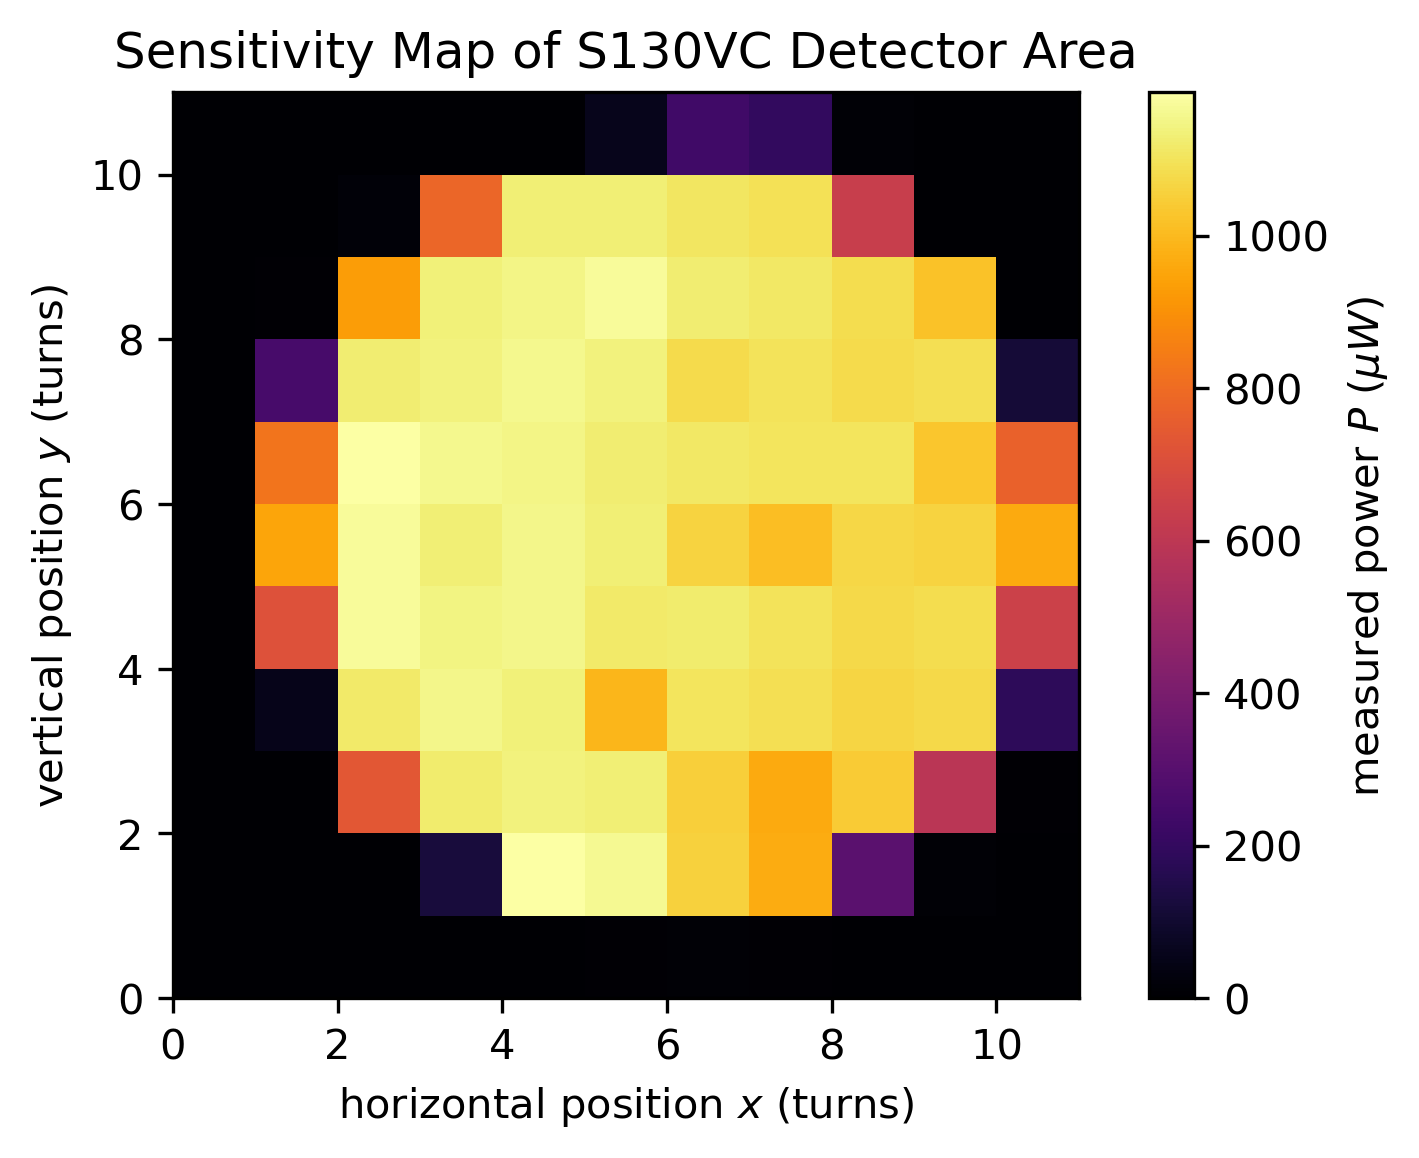 Sensitivity Map of S130VC Detector Area
10
8
6
4
2
0
vertical position y (turns)
0 2 4 6 8 10
horizontal position x (turns)
1000
800
600
400
200
0
measured power P (μW)